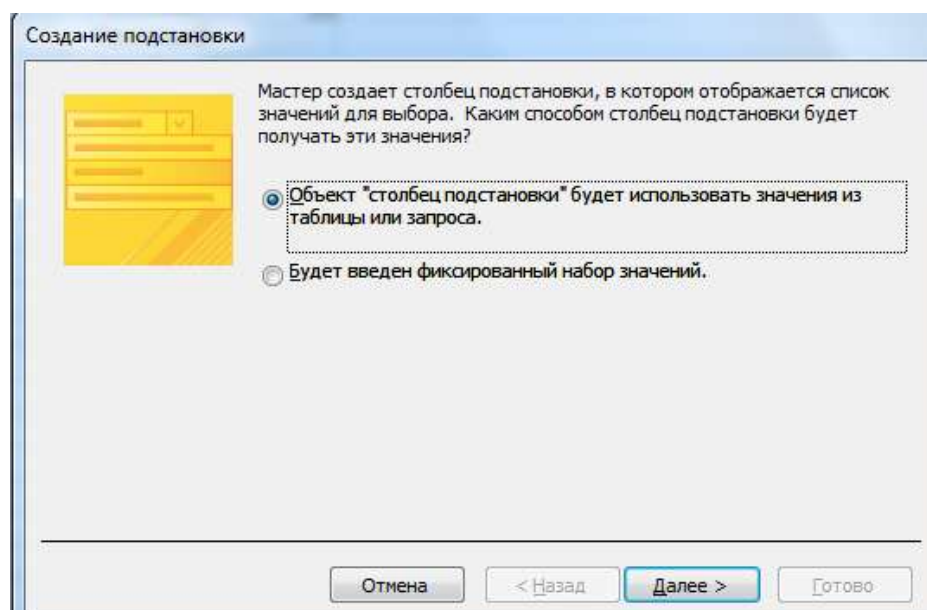 Создание подстановки
Мастер создает столбец подстановки, в котором отображается список
значений для выбора. Каким способом столбец подстановки будет
получать эти значения?
Объект "столбец подстановки" будет использовать значения из
таблицы или запроса.
Будет введен фиксированный набор значений.
Отмена
< Назад
Далее >
Готово